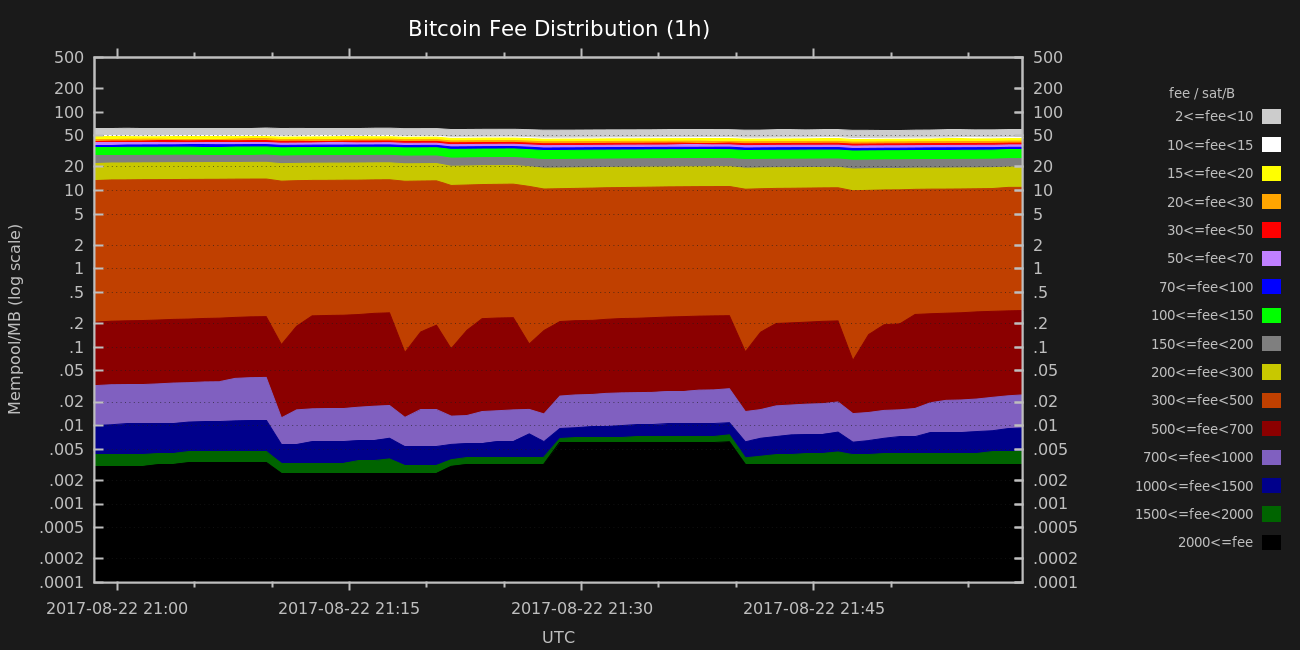 Bitcoin Fee Distribution (1h)
Mempool/MB (log scale)
500
200
100
50
20
10
5
2
1
.5
.2
.1
.05
.02
.01
.005
.002
.001
.0005
.0002
.0001
500
200
100
50
20
10
5
2
1
.5
.2
.1
.05
.02
.01
.005
.002
.001
.0005
.0002
.0001
2017-08-22 21:00 2017-08-22 21:15 2017-08-22 21:30 2017-08-22 21:45
UTC
fee / sat/B
2<=fee<10
10<=fee<15
15<=fee<20
20<=fee<30
30<=fee<50
50<=fee<70
70<=fee<100
100<=fee<150
150<=fee<200
200<=fee<300
300<=fee<500
500<=fee<700
700<=fee<1000
1000<=fee<1500
1500<=fee<2000
2000<=fee